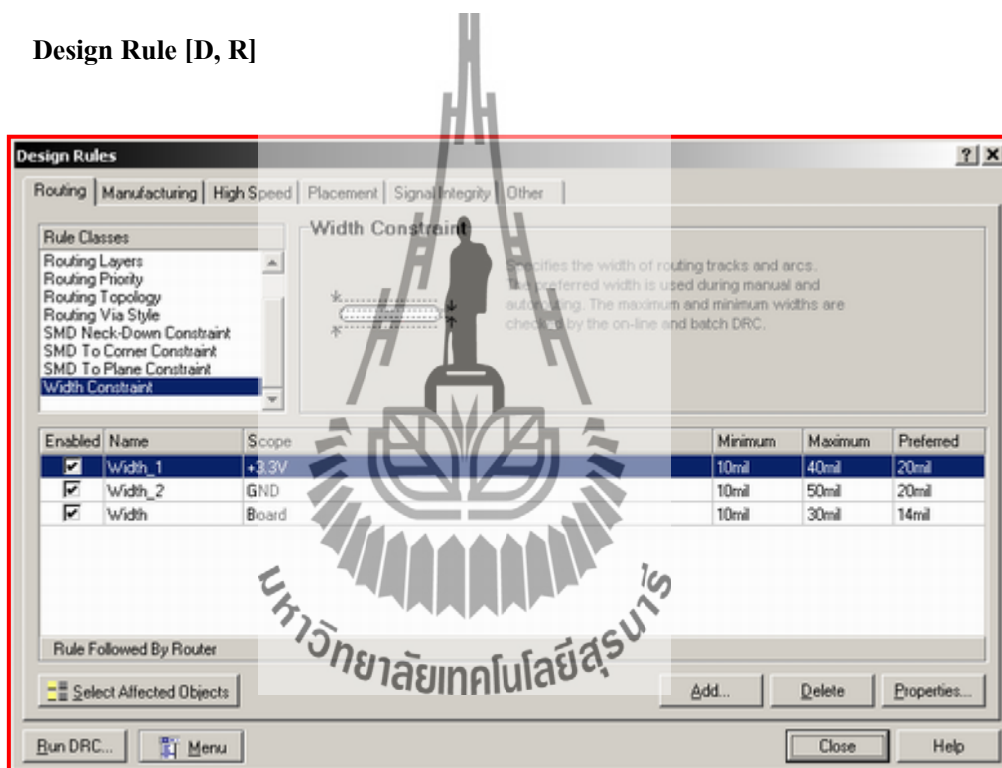 Design Rule [D, R]
Design Rules
Routing Manufacturing High Speed Placement Signal Integrity Other
Rule Classes
Routing Layers
Routing Priority
Routing Topology
Routing Via Style
SMD Neck-Down Constraint
SMD To Corner Constraint
SMD To Plane Constraint
Width Constraint
Width Constraint
Specifies the width of routing tracks and arcs.
The preferred width is used during manual and
autorouting. The maximum and minimum widths are
checked by the on-line and batch DRC.
Enabled Name Scope Minimum Maximum Preferred
Width_1 +3.3V 10mil 40mil 20mil
Width_2 GND 10mil 50mil 20mil
Width Board 10mil 30mil 14mil
Rule Followed By Router
มหาวิทยาลัยเทคโนโลยีสุรนารี
Select Affected Objects Add... Delete Properties...
Run DRC... Menu Close Help